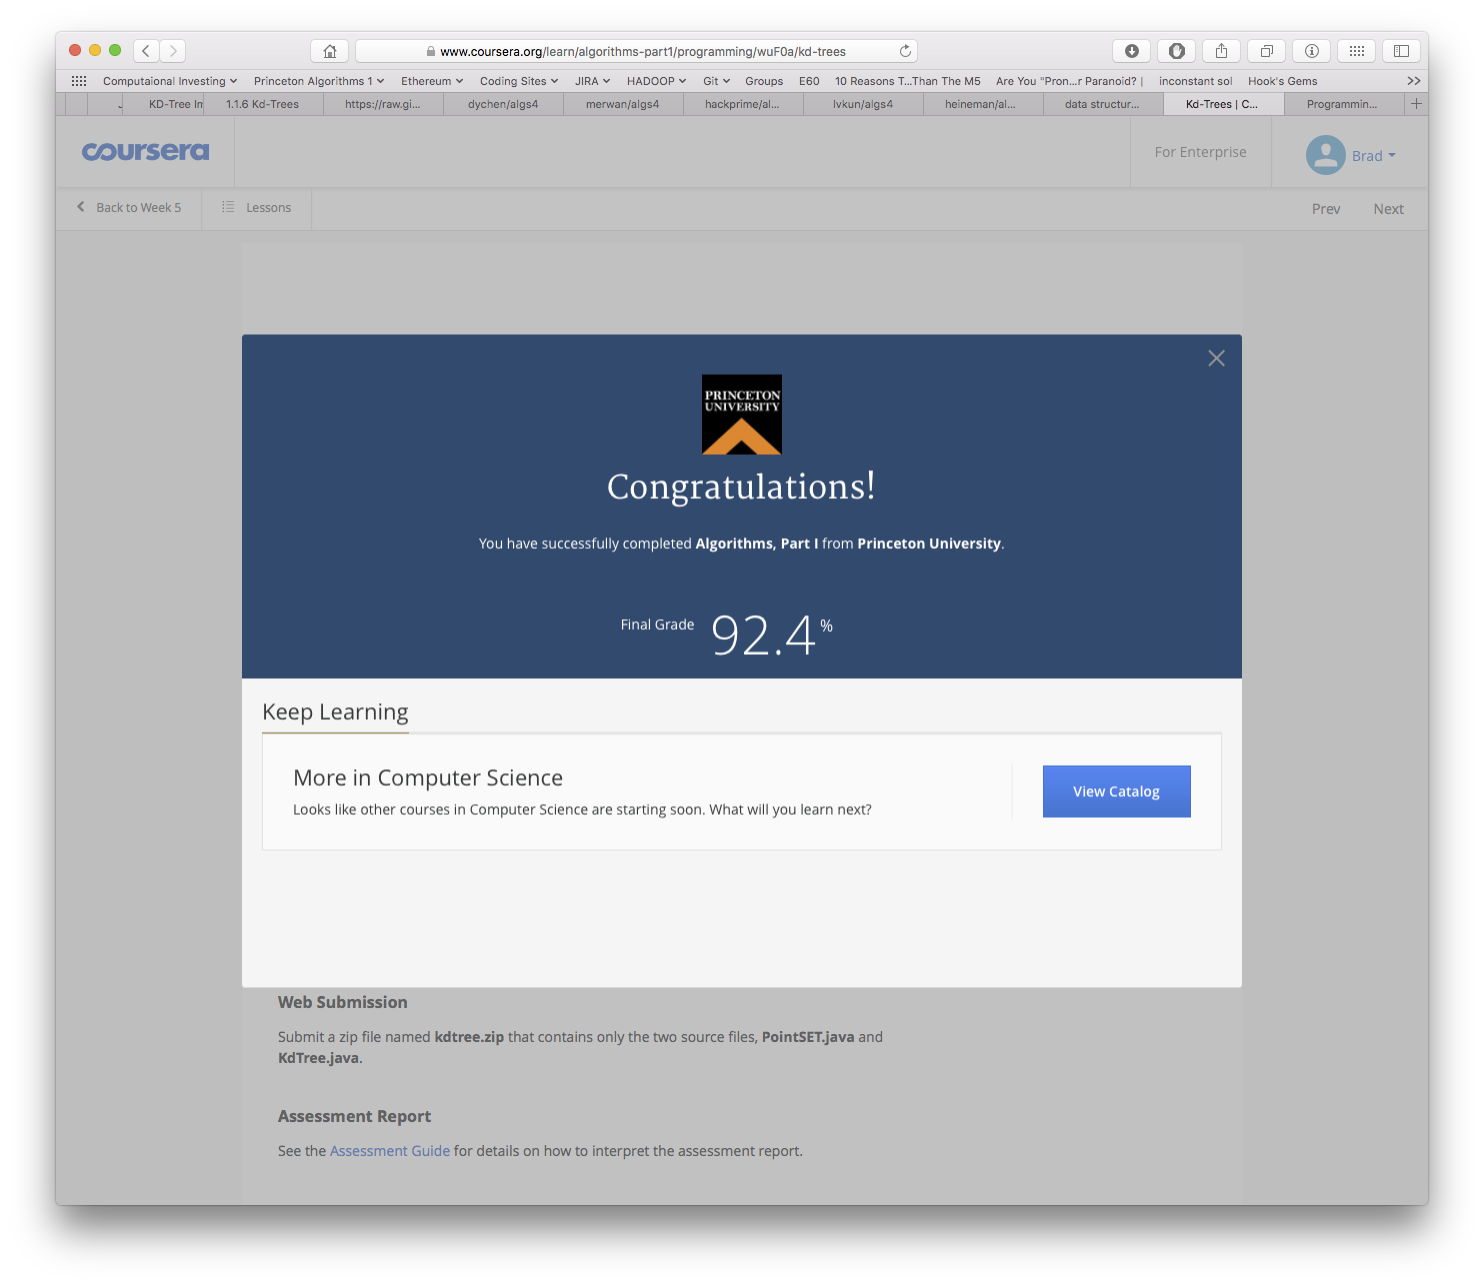 www.coursera.org/learn/algorithms-part1/programming/wuF0a/kd-trees
Computaional Investing Princeton Algorithms 1 Ethereum Coding Sites JIRA HADOOP Git Groups E60 10 Reasons T...Than The M5 Are You "Pron...r Paranoid? | inconstant sol Hook's Gems >>
KD-Tree Im 1.1.6 Kd-Trees https://raw.gi... dychen/algs4 merwan/algs4 hackprime/al... lvkun/algs4 heineman/al... data structur... Kd-Trees | C... Programmin... +
coursera
For Enterprise
Brad
Back to Week 5
Lessons
Prev
Next
PRINCETON
UNIVERSITY
Congratulations!
You have successfully completed Algorithms, Part I from Princeton University.
Final Grade 92.4 %
Keep Learning
More in Computer Science
Looks like other courses in Computer Science are starting soon. What will you learn next?
View Catalog
Web Submission
Submit a zip file named kdtree.zip that contains only the two source files, PointSET.java and
KdTree.java.
Assessment Report
See the Assessment Guide for details on how to interpret the assessment report.